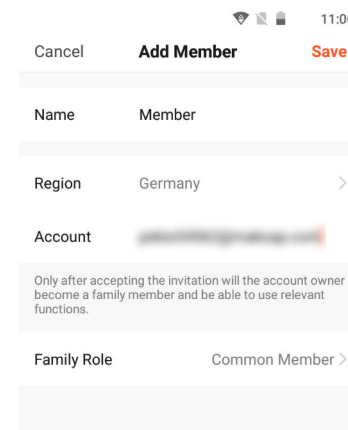 11:0
Cancel Add Member Save
Name Member
Region Germany
Account
Only after accepting the invitation will the account owner
become a family member and be able to use relevant
functions.
Family Role Common Member